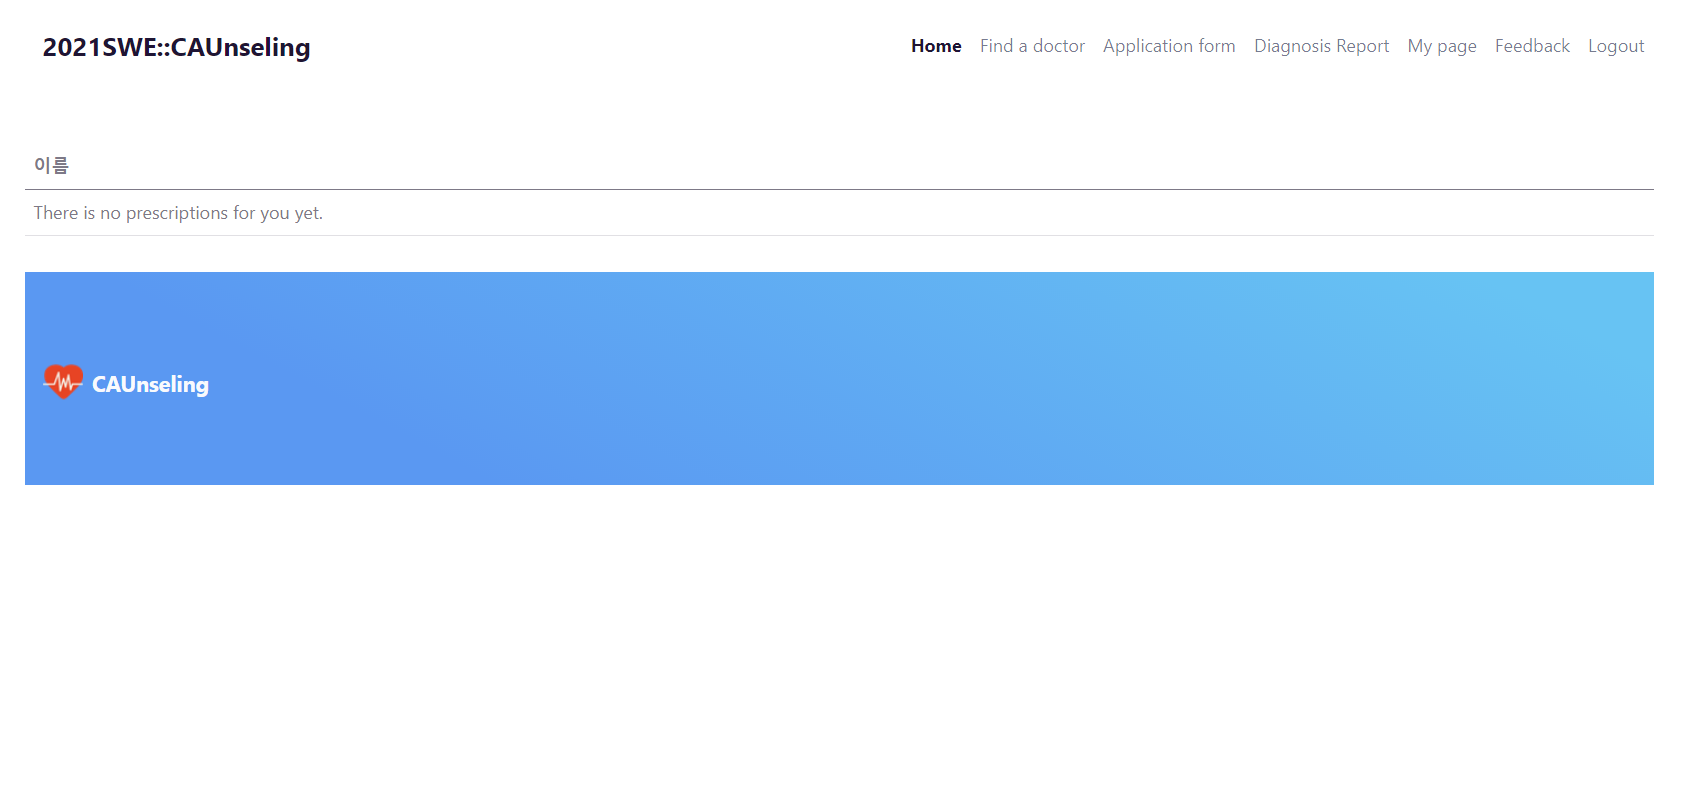 2021SWE::CAUnseling
Home Find a doctor Application form Diagnosis Report My page Feedback Logout
이름
There is no prescriptions for you yet.
CAUnseling